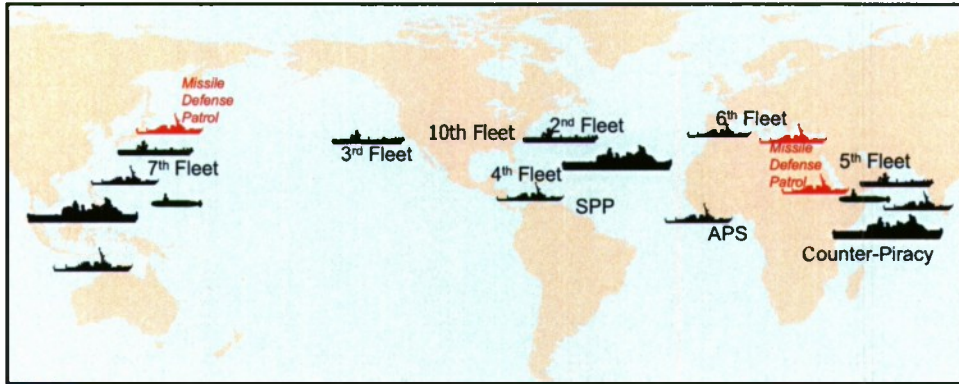 Missile
Defense
Patrol
7th Fleet
3rd Fleet
10th Fleet
2nd Fleet
4th Fleet
SPP
6th Fleet
Missile
Defense
Patrol
5th Fleet
APS
Counter-Piracy